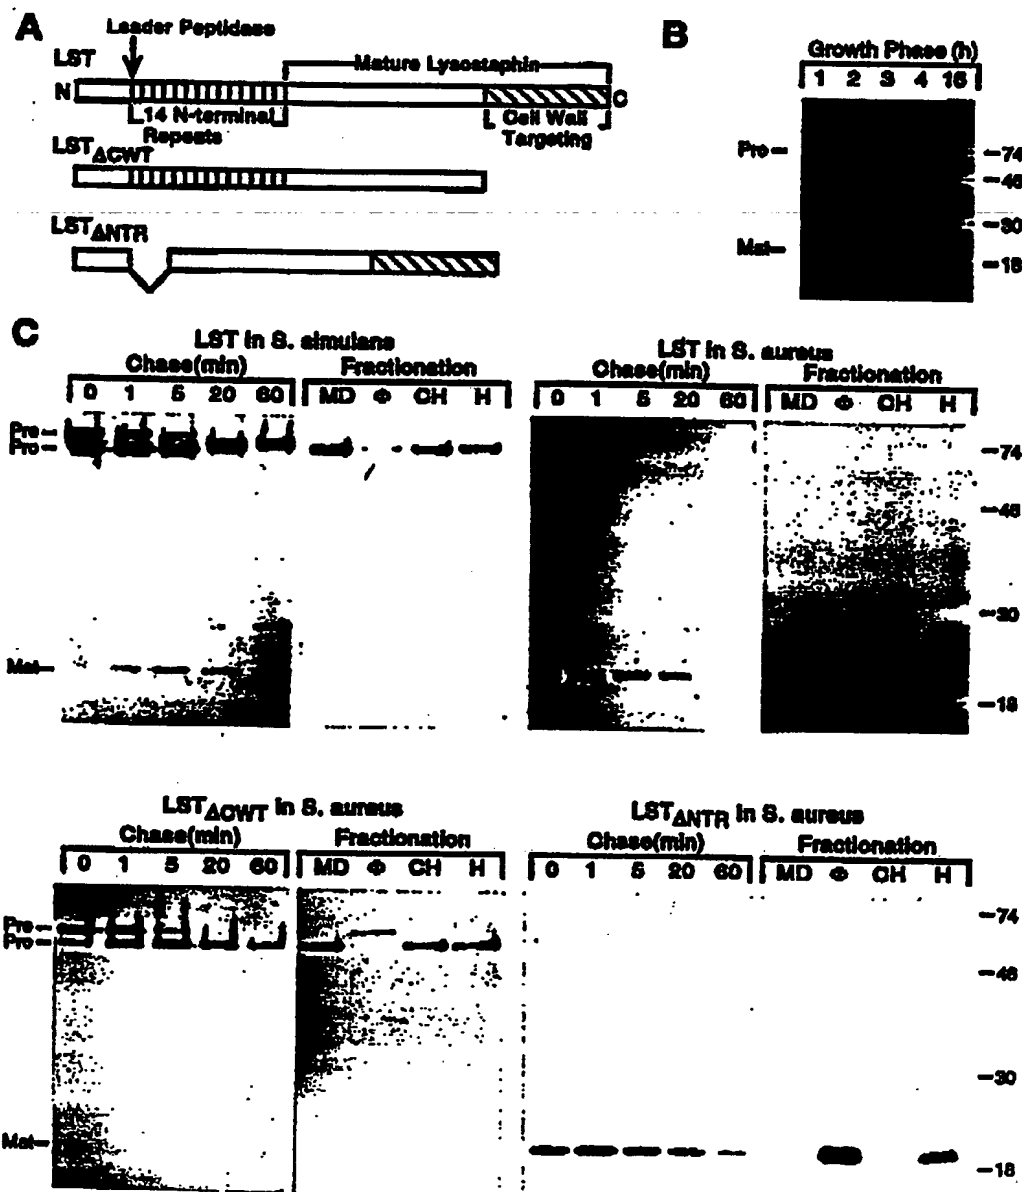 A
Leader Peptidase
LST
Mature Lysostaphin
N
C
14 N-terminal Repeats
Cell Wall Targeting
LSTΔCWT
LSTΔNTR
B
Growth Phase (h)
1 2 3 4 16
Pro
Mat
74
46
30
18
C
LST in S. simulans
Chase(min)
Fractionation
0 1 5 20 60
MD Φ CH H
Pre
Pro
Mat
LST in S. aureus
Chase(min)
Fractionation
0 1 5 20 60
MD Φ CH H
74
46
30
18
LSTΔCWT in S. aureus
Chase(min)
Fractionation
0 1 5 20 60
MD Φ CH H
Pre
Pro
Mat
LSTΔNTR in S. aureus
Chase(min)
Fractionation
0 1 5 20 60
MD Φ CH H
74
46
30
18